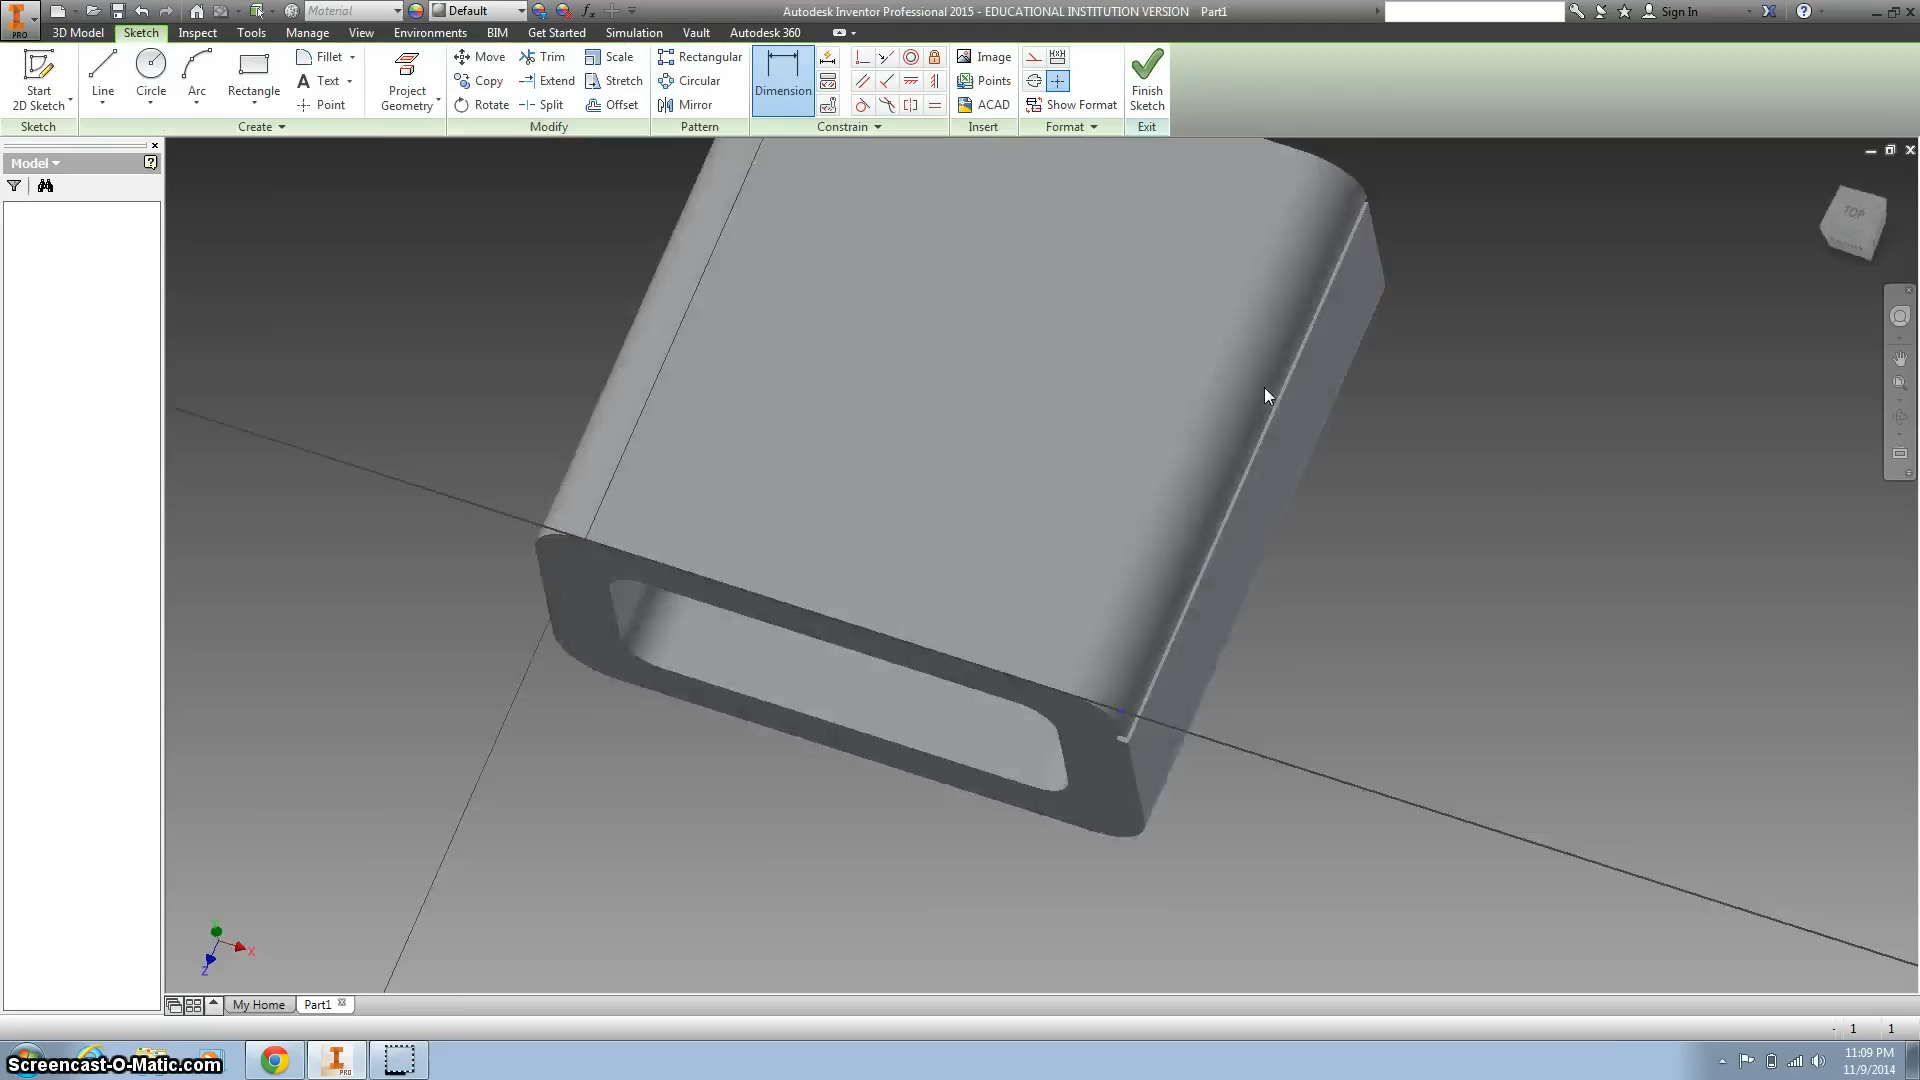 Material
Default
Autodesk Inventor Professional 2015 - EDUCATIONAL INSTITUTION VERSION Part1
Sign In
PRO
3D Model Sketch Inspect Tools Manage View Environments BIM Get Started Simulation Vault Autodesk 360
Start
2D Sketch
Line
Circle
Arc
Rectangle
Fillet
Text
Point
Project
Geometry
Move
Copy
Rotate
Trim
Extend
Split
Scale
Stretch
Offset
Rectangular
Circular
Mirror
Dimension
Image
Points
ACAD
Show Format
Finish
Sketch
Sketch Create Modify Pattern Constrain Insert Format Exit
Model
TOP
X
Z
My Home Part1
1 1
Screencast-O-Matic.com
PRO
11:09 PM
11/9/2014